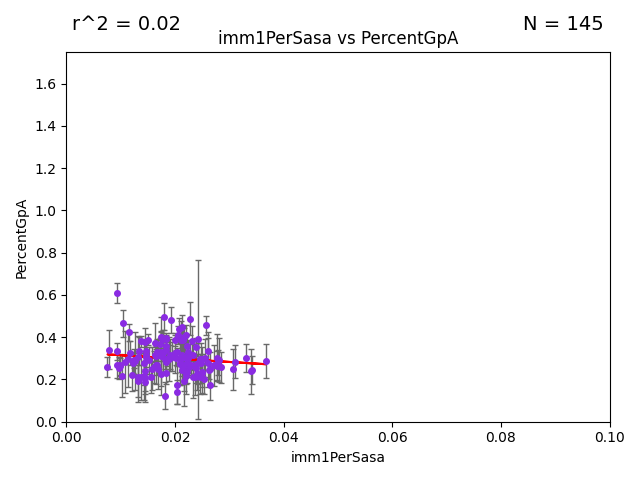 r^2 = 0.02
N = 145
imm1PerSasa vs PercentGpA
PercentGpA
1.6
1.4
1.2
1.0
0.8
0.6
0.4
0.2
0.0
0.00 0.02 0.04 0.06 0.08 0.10
imm1PerSasa